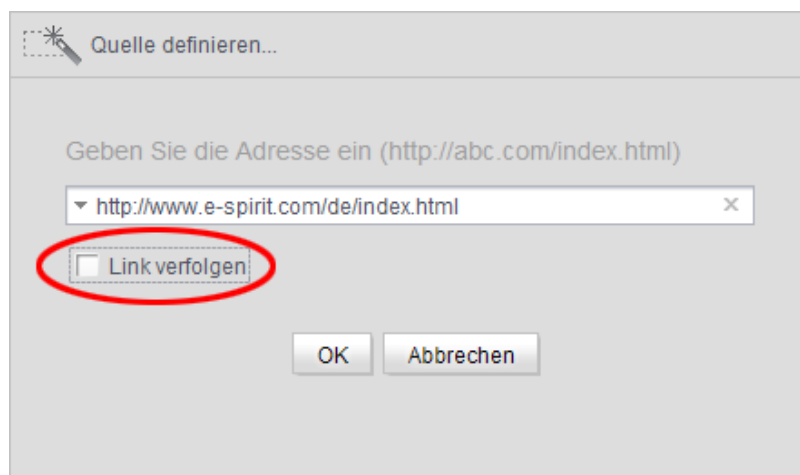 Quelle definieren...
Geben Sie die Adresse ein (http://abc.com/index.html)
http://www.e-spirit.com/de/index.html
Link verfolgen
OK Abbrechen